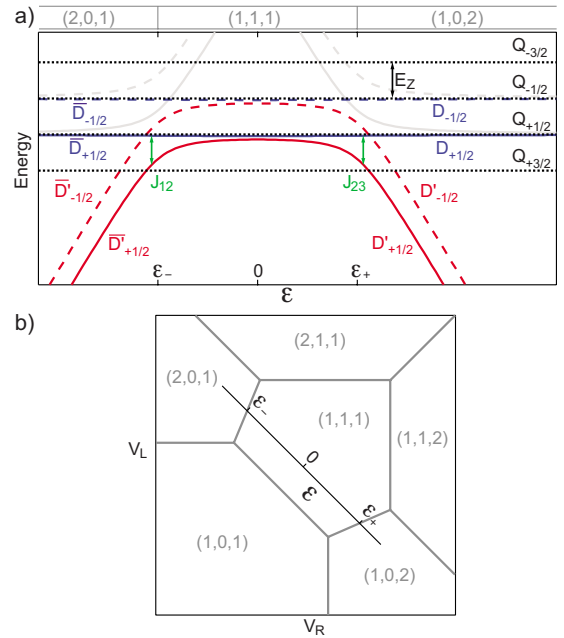 (2,0,1) (1,1,1) (1,0,2)
a)
Q-3/2
EZ
Q-1/2
D̅-1/2 D-1/2
Q+1/2
D̅+1/2 D+1/2
Q+3/2
J12 J23
D̅'-1/2 D'-1/2
D̅'+1/2 D'+1/2
Energy
ε- 0 ε+
ε
b)
(2,1,1)
(2,0,1)
ε-
(1,1,1)
(1,1,2)
VL
0
ε
ε+
(1,0,1)
(1,0,2)
VR